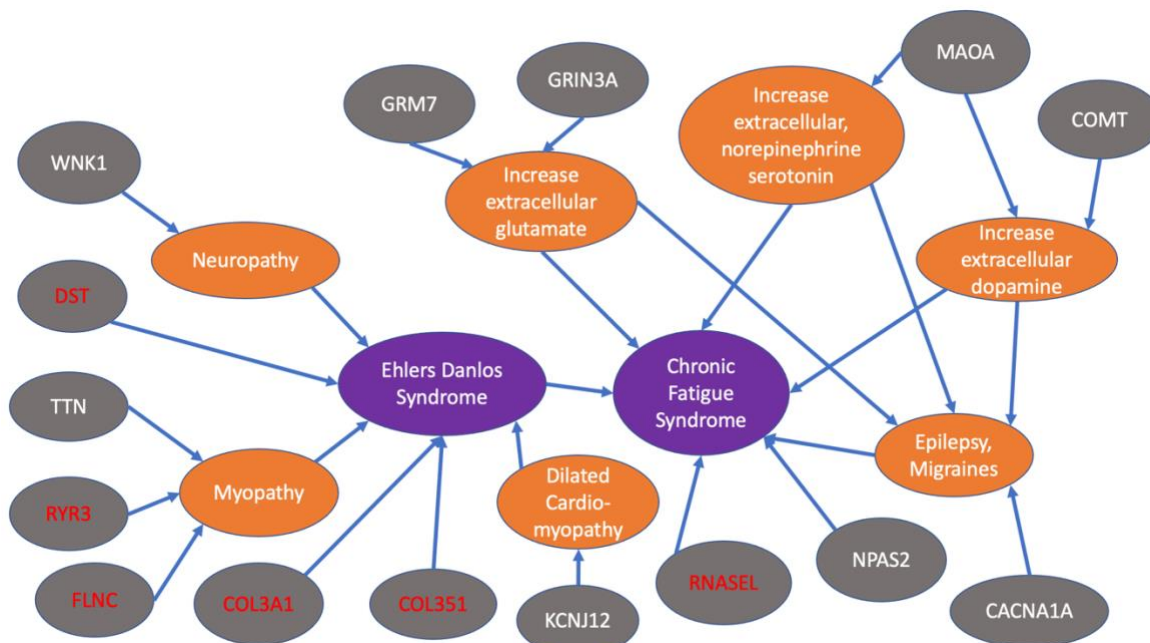 MAOA
GRIN3A
GRM7
Increase
extracellular,
norepinephrine
serotonin
COMT
WNK1
Increase
extracellular
glutamate
Neuropathy
Increase
extracellular
dopamine
DST
Ehlers Danlos
Syndrome
Chronic
Fatigue
Syndrome
TTN
Epilepsy,
Migraines
Myopathy
Dilated
Cardio-
myopathy
RYR3
NPAS2
RNASEL
FLNC
COL3A1
COL351
KCNJ12
CACNA1A